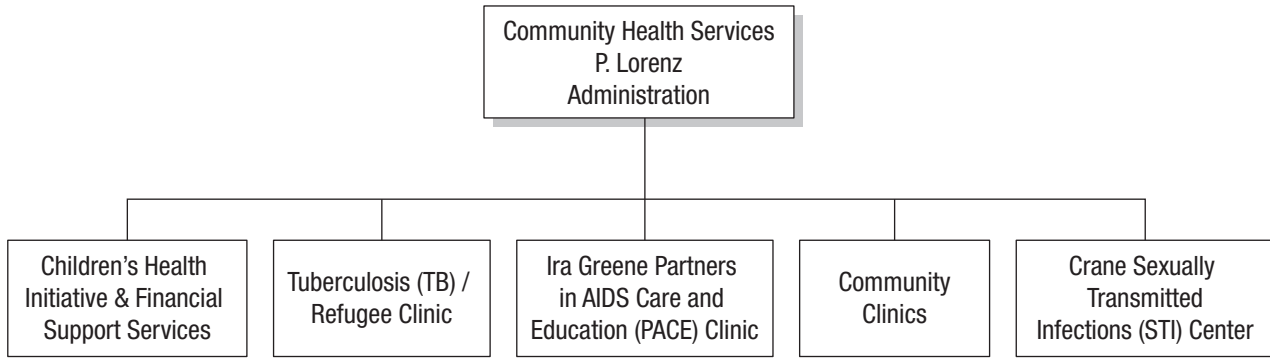 Community Health Services
P. Lorenz
Administration
Children’s Health
Initiative & Financial
Support Services
Tuberculosis (TB) /
Refugee Clinic
Ira Greene Partners
in AIDS Care and
Education (PACE) Clinic
Community
Clinics
Crane Sexually
Transmitted
Infections (STI) Center